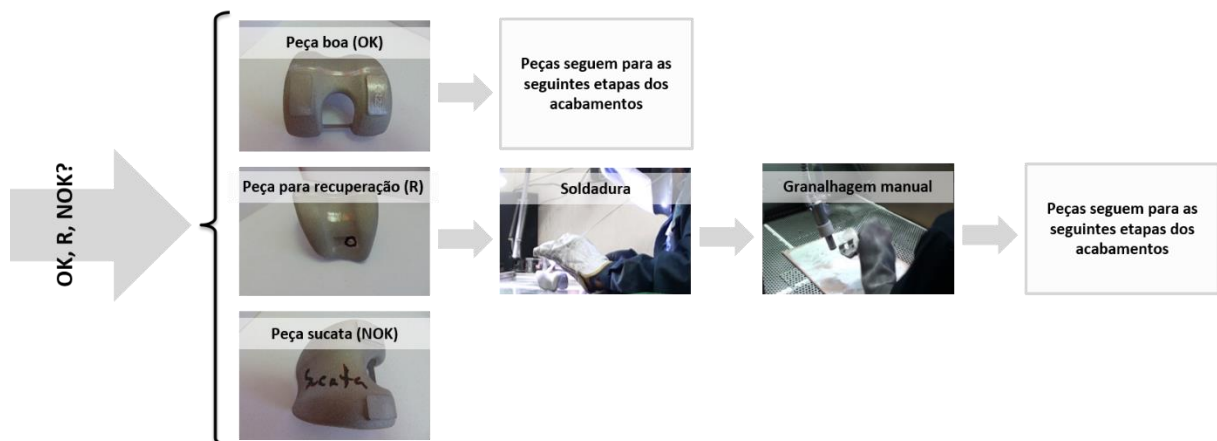 OK, R, NOK?
Peça boa (OK)
Peças seguem para as
seguintes etapas dos
acabamentos
Peça para recuperação (R)
Soldadura
Granalhagem manual
Peças seguem para as
seguintes etapas dos
acabamentos
Peça sucata (NOK)
Sucata